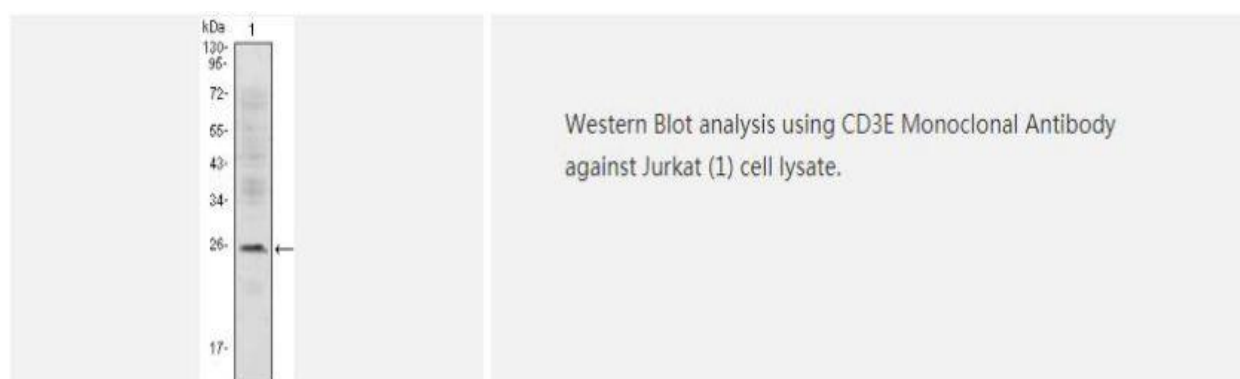 kDa 1
130-
95-
72-
55-
43-
34-
26-
17-
Western Blot analysis using CD3E Monoclonal Antibody
against Jurkat (1) cell lysate.